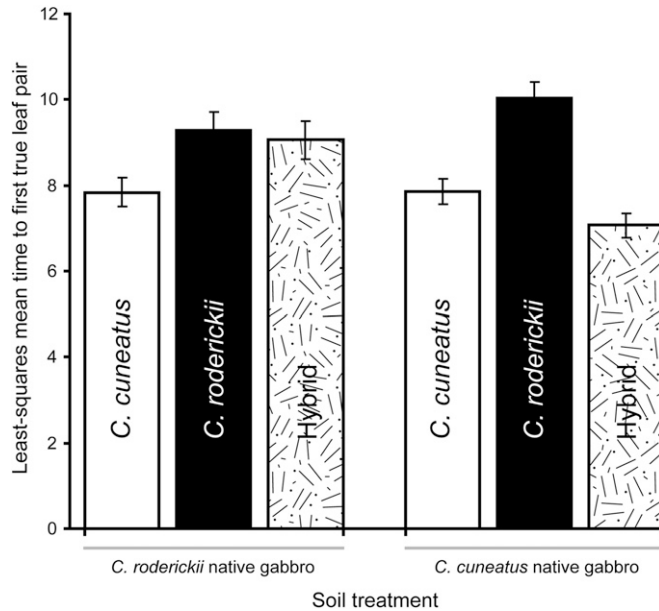 Least-squares mean time to first true leaf pair
12
10
8
6
4
2
0
C. cuneatus
C. roderickii
Hybrid
C. cuneatus
C. roderickii
Hybrid
C. roderickii native gabbro
C. cuneatus native gabbro
Soil treatment